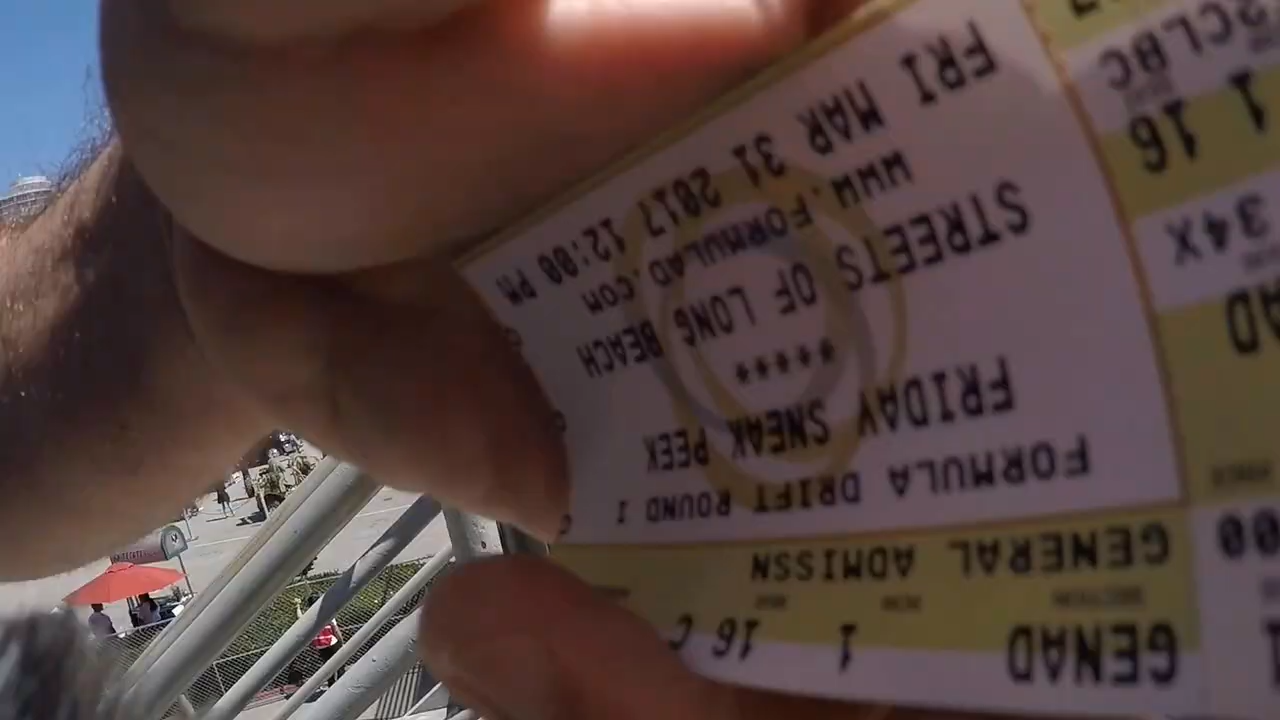 GENAD 1 16 C
GENERAL ADMISSN
FORMULA DRIFT ROUND 1
FRIDAY SNEAK PEEK
*****
STREETS OF LONG BEACH
WWW.FORMULAD.COM
FRI MAR 31 2017 12:00 PM
34X
1 16
2CLBC